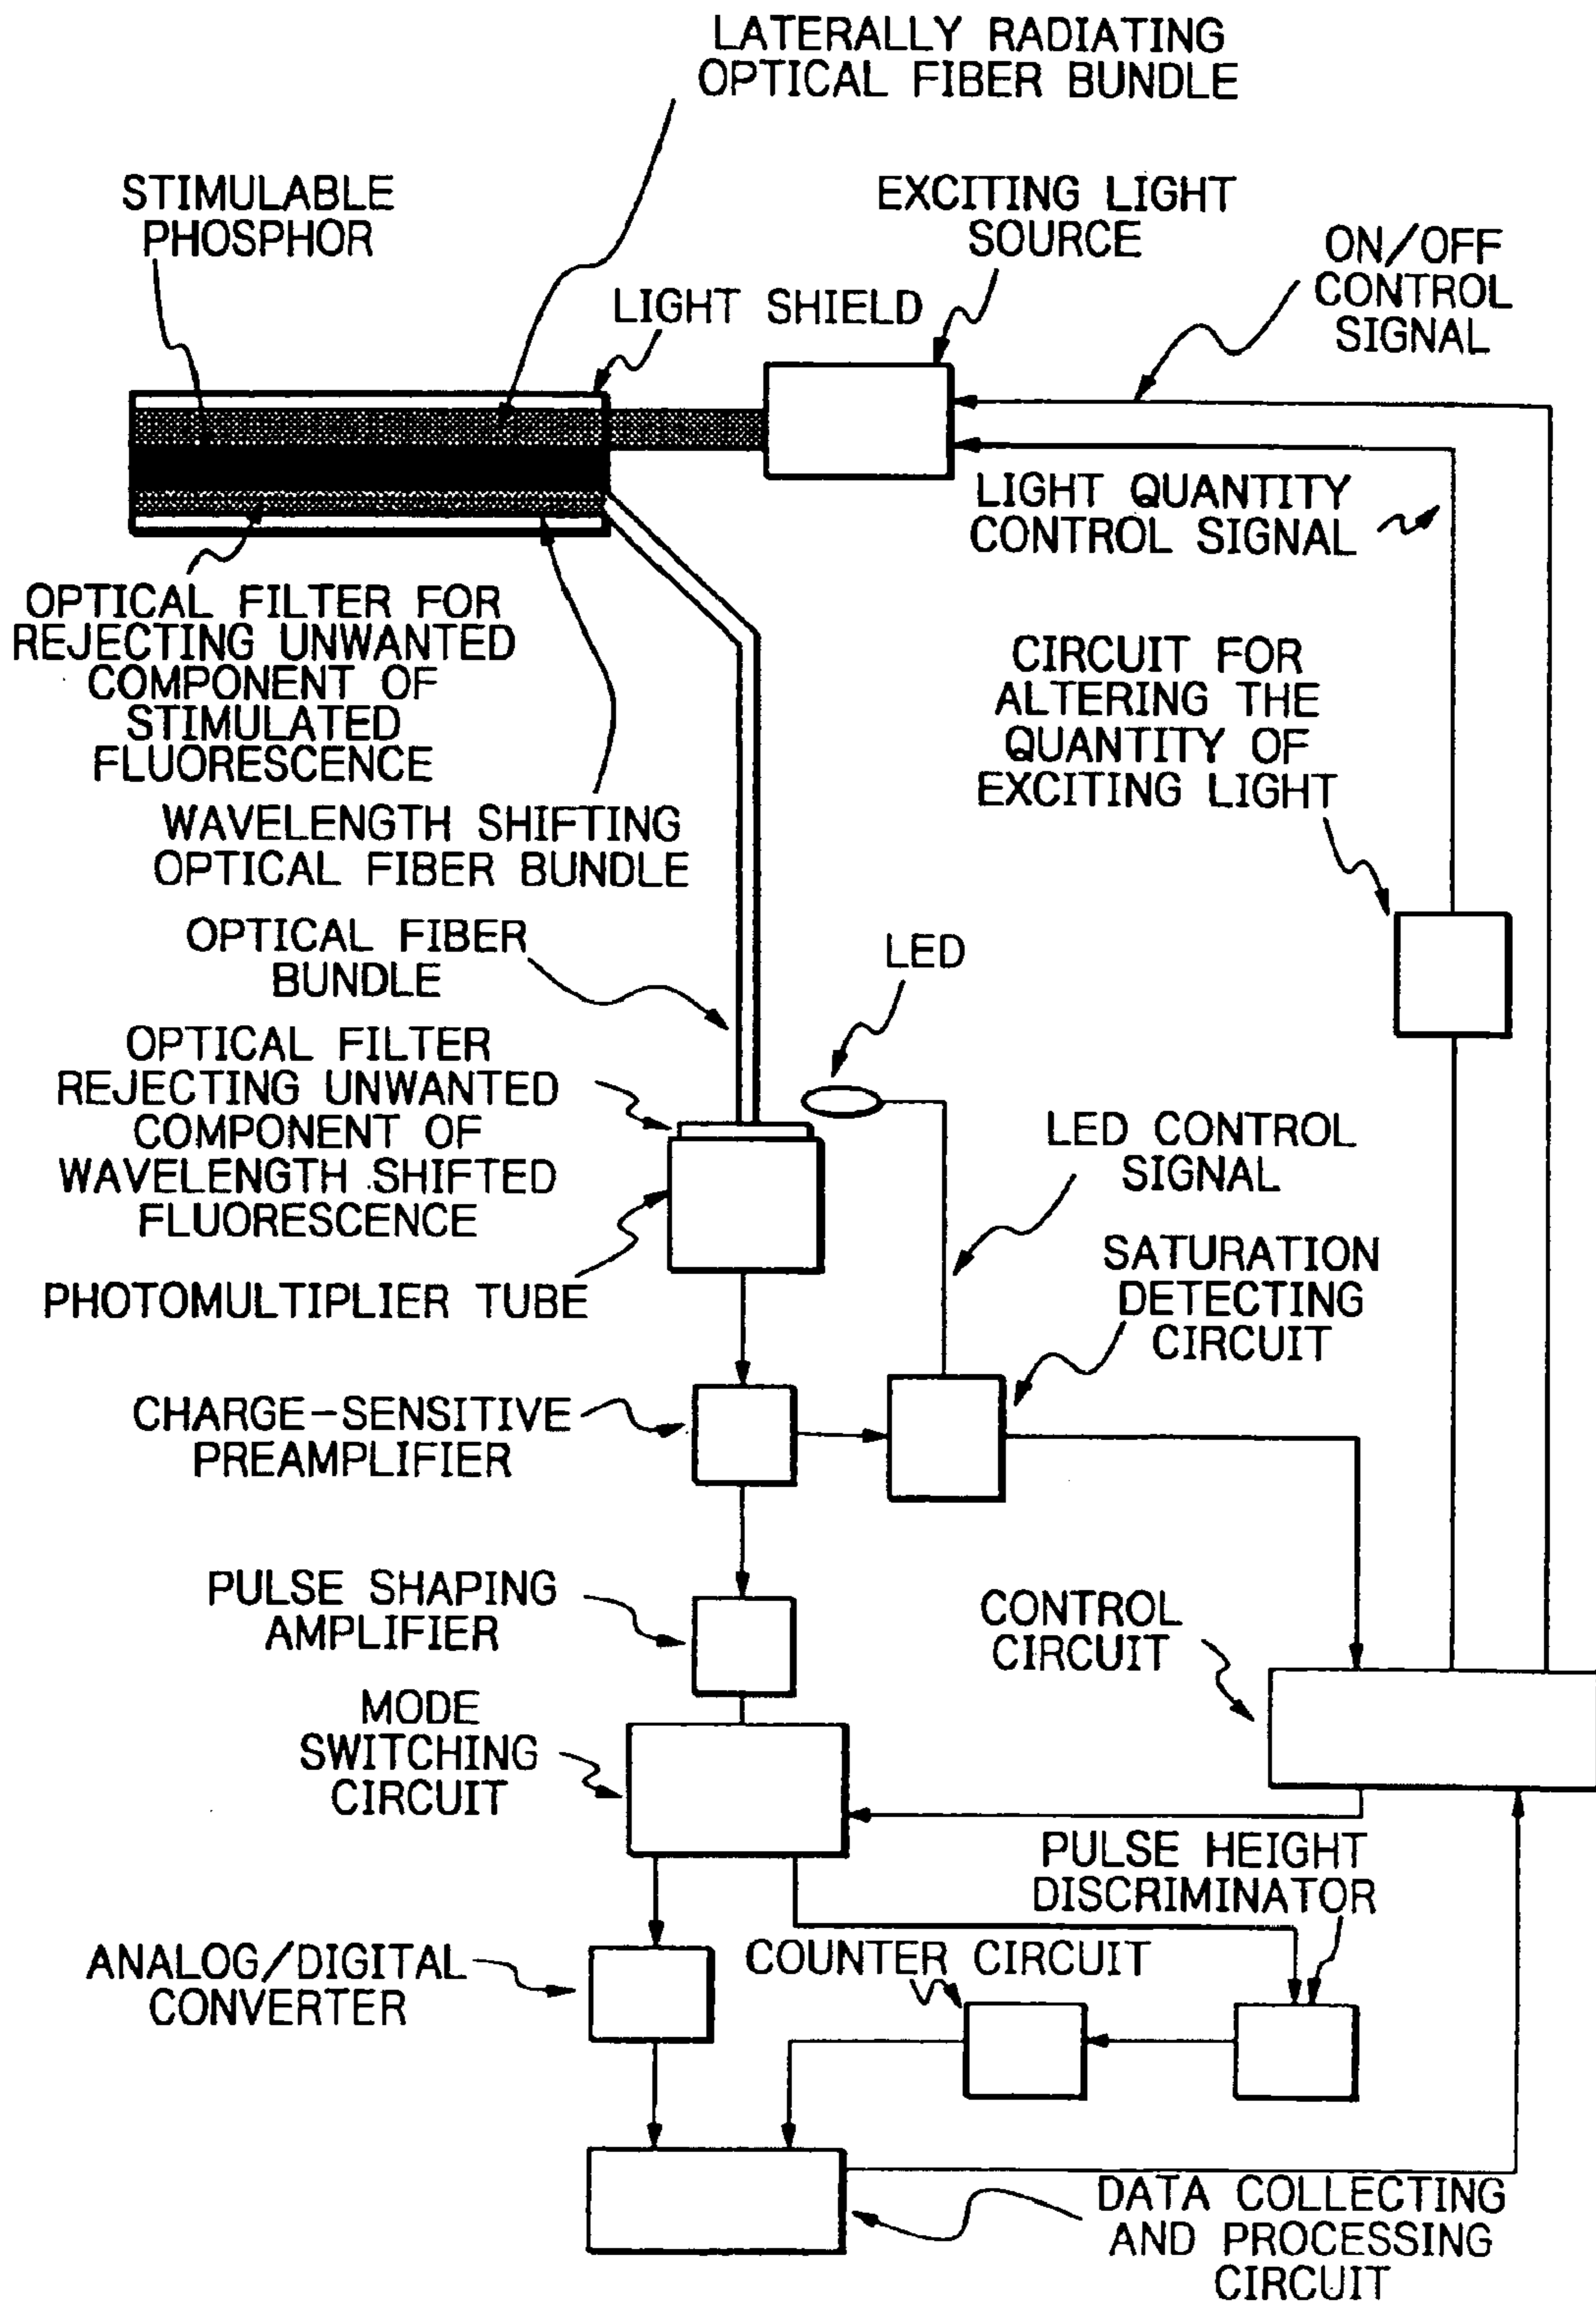 LATERALLY RADIATING
OPTICAL FIBER BUNDLE
STIMULABLE
PHOSPHOR
EXCITING LIGHT
SOURCE
ON/OFF
CONTROL
SIGNAL
LIGHT SHIELD
LIGHT QUANTITY
CONTROL SIGNAL
OPTICAL FILTER FOR
REJECTING UNWANTED
COMPONENT OF
STIMULATED
FLUORESCENCE
CIRCUIT FOR
ALTERING THE
QUANTITY OF
EXCITING LIGHT
WAVELENGTH SHIFTING
OPTICAL FIBER BUNDLE
OPTICAL FIBER
BUNDLE
LED
OPTICAL FILTER
REJECTING UNWANTED
COMPONENT OF
WAVELENGTH SHIFTED
FLUORESCENCE
LED CONTROL
SIGNAL
PHOTOMULTIPLIER TUBE
SATURATION
DETECTING
CIRCUIT
CHARGE-SENSITIVE
PREAMPLIFIER
PULSE SHAPING
AMPLIFIER
CONTROL
CIRCUIT
MODE
SWITCHING
CIRCUIT
PULSE HEIGHT
DISCRIMINATOR
ANALOG/DIGITAL
CONVERTER
COUNTER CIRCUIT
DATA COLLECTING
AND PROCESSING
CIRCUIT